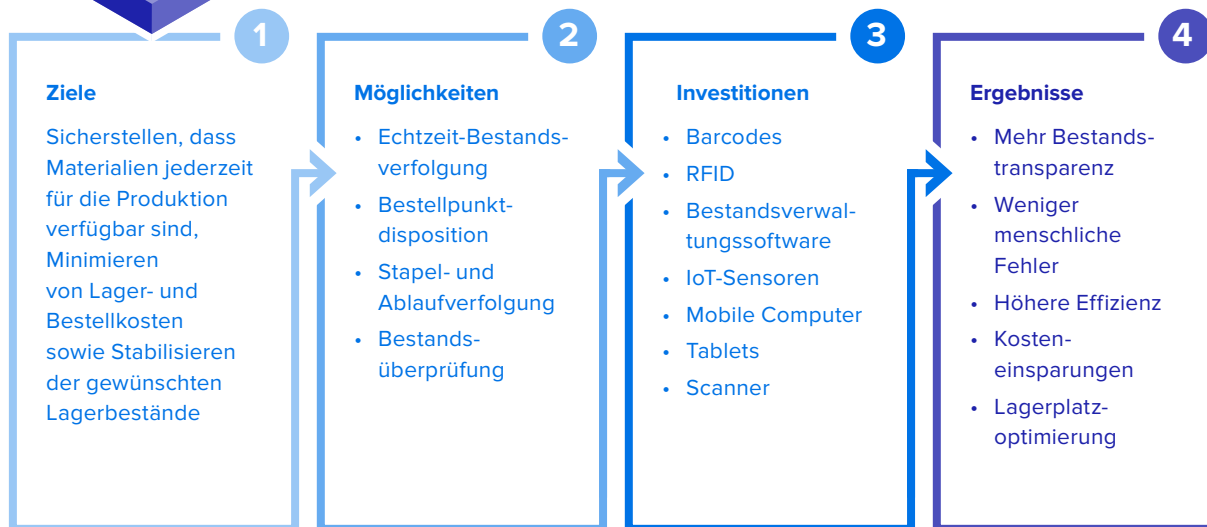 1
Ziele
Sicherstellen, dass
Materialien jederzeit
für die Produktion
verfügbar sind,
Minimieren
von Lager- und
Bestellkosten
sowie Stabilisieren
der gewünschten
Lagerbestände
2
Möglichkeiten
• Echtzeit-Bestands-
verfolgung
• Bestellpunkt-
disposition
• Stapel- und
Ablaufverfolgung
• Bestands-
überprüfung
3
Investitionen
• Barcodes
• RFID
• Bestandsverwal-
tungssoftware
• IoT-Sensoren
• Mobile Computer
• Tablets
• Scanner
4
Ergebnisse
• Mehr Bestands-
transparenz
• Weniger
menschliche
Fehler
• Höhere Effizienz
• Kosten-
einsparungen
• Lagerplatz-
optimierung